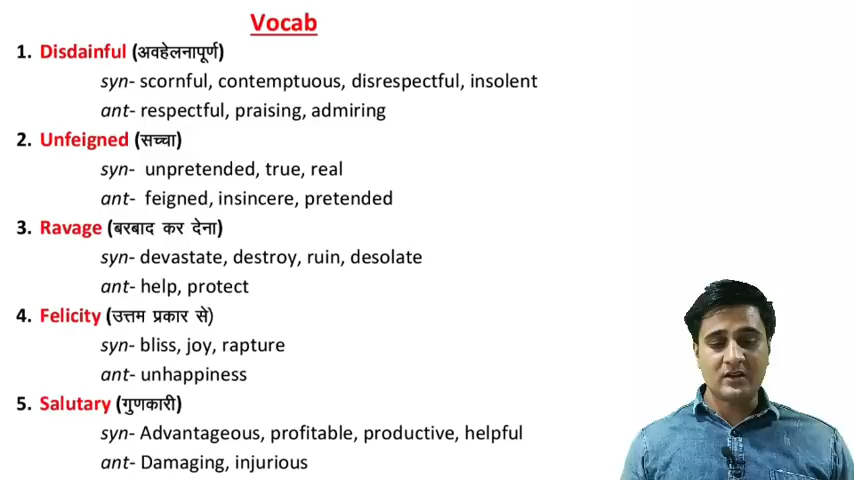 Vocab
1. Disdainful (अवहेलनापूर्ण)
syn- scornful, contemptuous, disrespectful, insolent
ant- respectful, praising, admiring
2. Unfeigned (सच्चा)
syn- unpretended, true, real
ant- feigned, insincere, pretended
3. Ravage (बरबाद कर देना)
syn- devastate, destroy, ruin, desolate
ant- help, protect
4. Felicity (उत्तम प्रकार से)
syn- bliss, joy, rapture
ant- unhappiness
5. Salutary (गुणकारी)
syn- Advantageous, profitable, productive, helpful
ant- Damaging, injurious